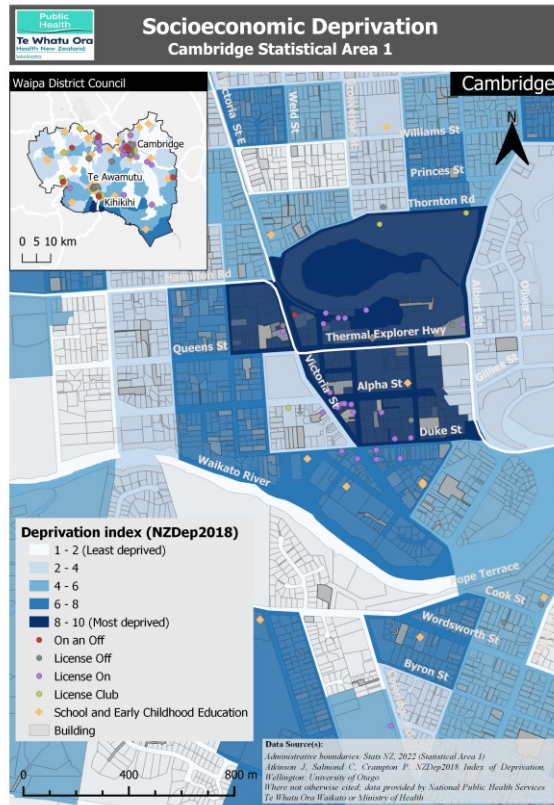 Public
Health
Te Whatu Ora
Health New Zealand
Waikato
Socioeconomic Deprivation
Cambridge Statistical Area 1
Waipa District Council
Cambridge
Te Awamutu
Kihikihi
0 5 10 km
Cambridge
N
Victoria St E
Weld St
Williams St
Princes St
Thornton Rd
Hamilton Rd
Albert St
Oliver St
Thermal Explorer Hwy
Queens St
Victoria St
Gillies St
Alpha St
Duke St
Waikato River
Pope Terrace
Cook St
Wordsworth St
Byron St
Deprivation index (NZDep2018)
1 - 2 (Least deprived)
2 - 4
4 - 6
6 - 8
8 - 10 (Most deprived)
On an Off
License Off
License On
License Club
School and Early Childhood Education
Building
0 400 800 m
Data Source(s):
Administrative boundaries: Stats NZ, 2022 (Statistical Area 1)
Atkinson J, Salmond C, Crampton P. NZDep2018 Index of Deprivation,
Wellington: University of Otago
Where not otherwise cited; data provided by National Public Health Services
Te Whatu Ora Waikato or Ministry of Health